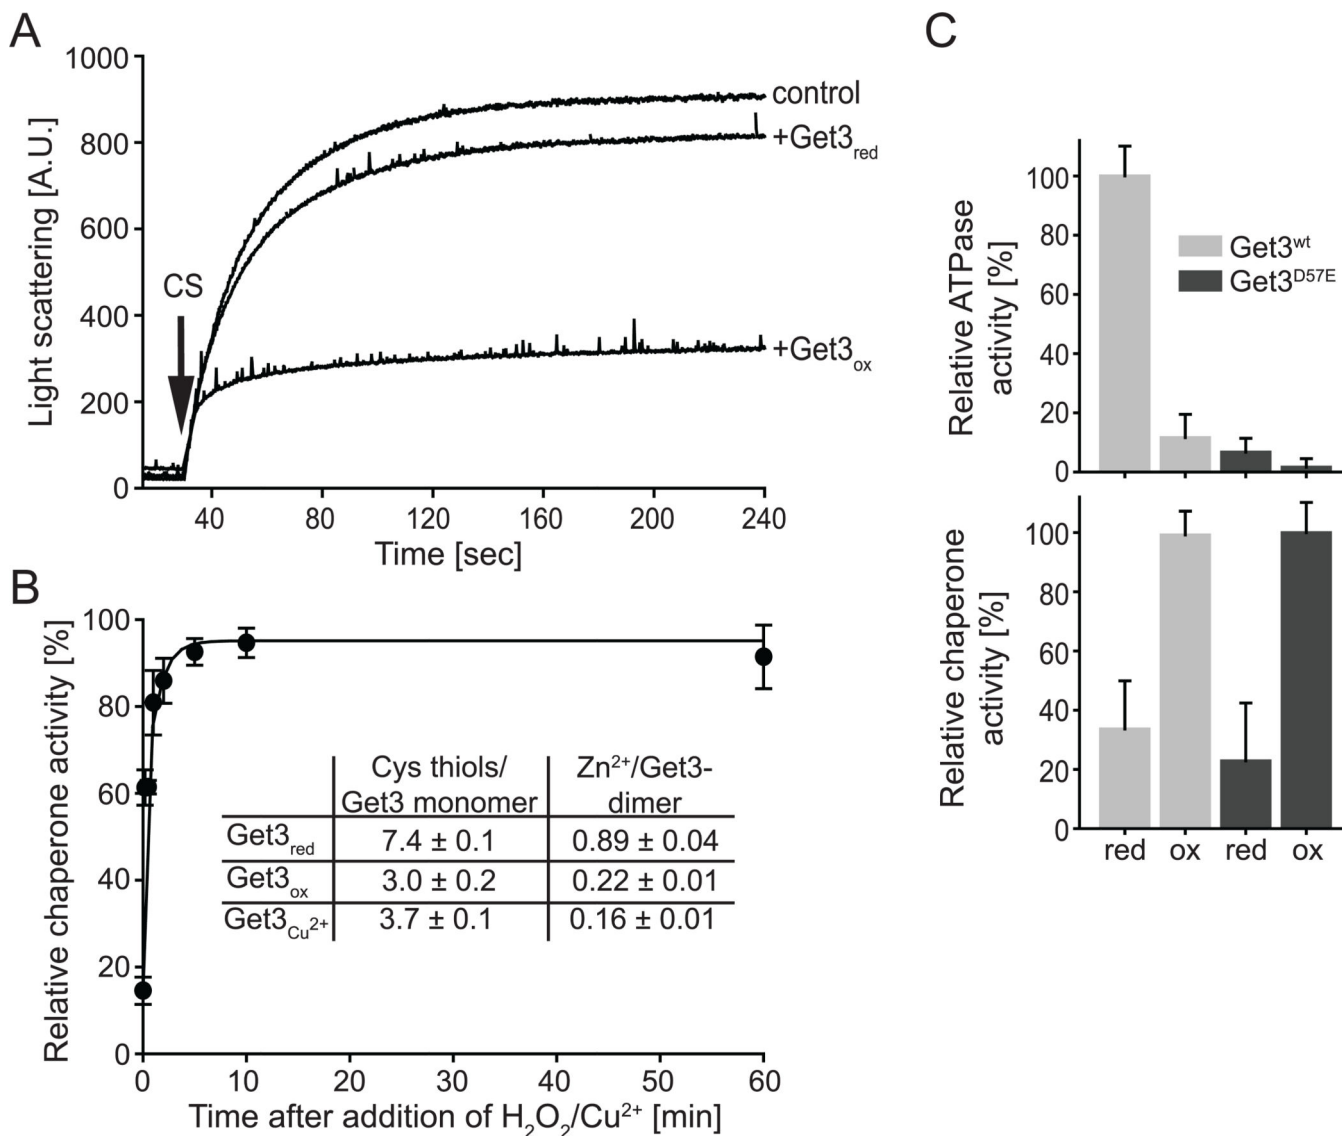 A
Light scattering [A.U.]
1000
800
600
400
200
0
CS
control
+Get3red
+Get3ox
40 80 120 160 200 240
Time [sec]
B
Relative chaperone activity [%]
100
80
60
40
20
0
Cys thiols/ Zn2+/Get3-
Get3 monomer dimer
Get3red 7.4 ± 0.1 0.89 ± 0.04
Get3ox 3.0 ± 0.2 0.22 ± 0.01
Get3Cu2+ 3.7 ± 0.1 0.16 ± 0.01
0 10 20 30 40 50 60
Time after addition of H2O2/Cu2+ [min]
C
Relative ATPase
activity [%]
100
80
60
40
20
0
Get3wt
Get3D57E
Relative chaperone
activity [%]
100
80
60
40
20
0
red ox red ox